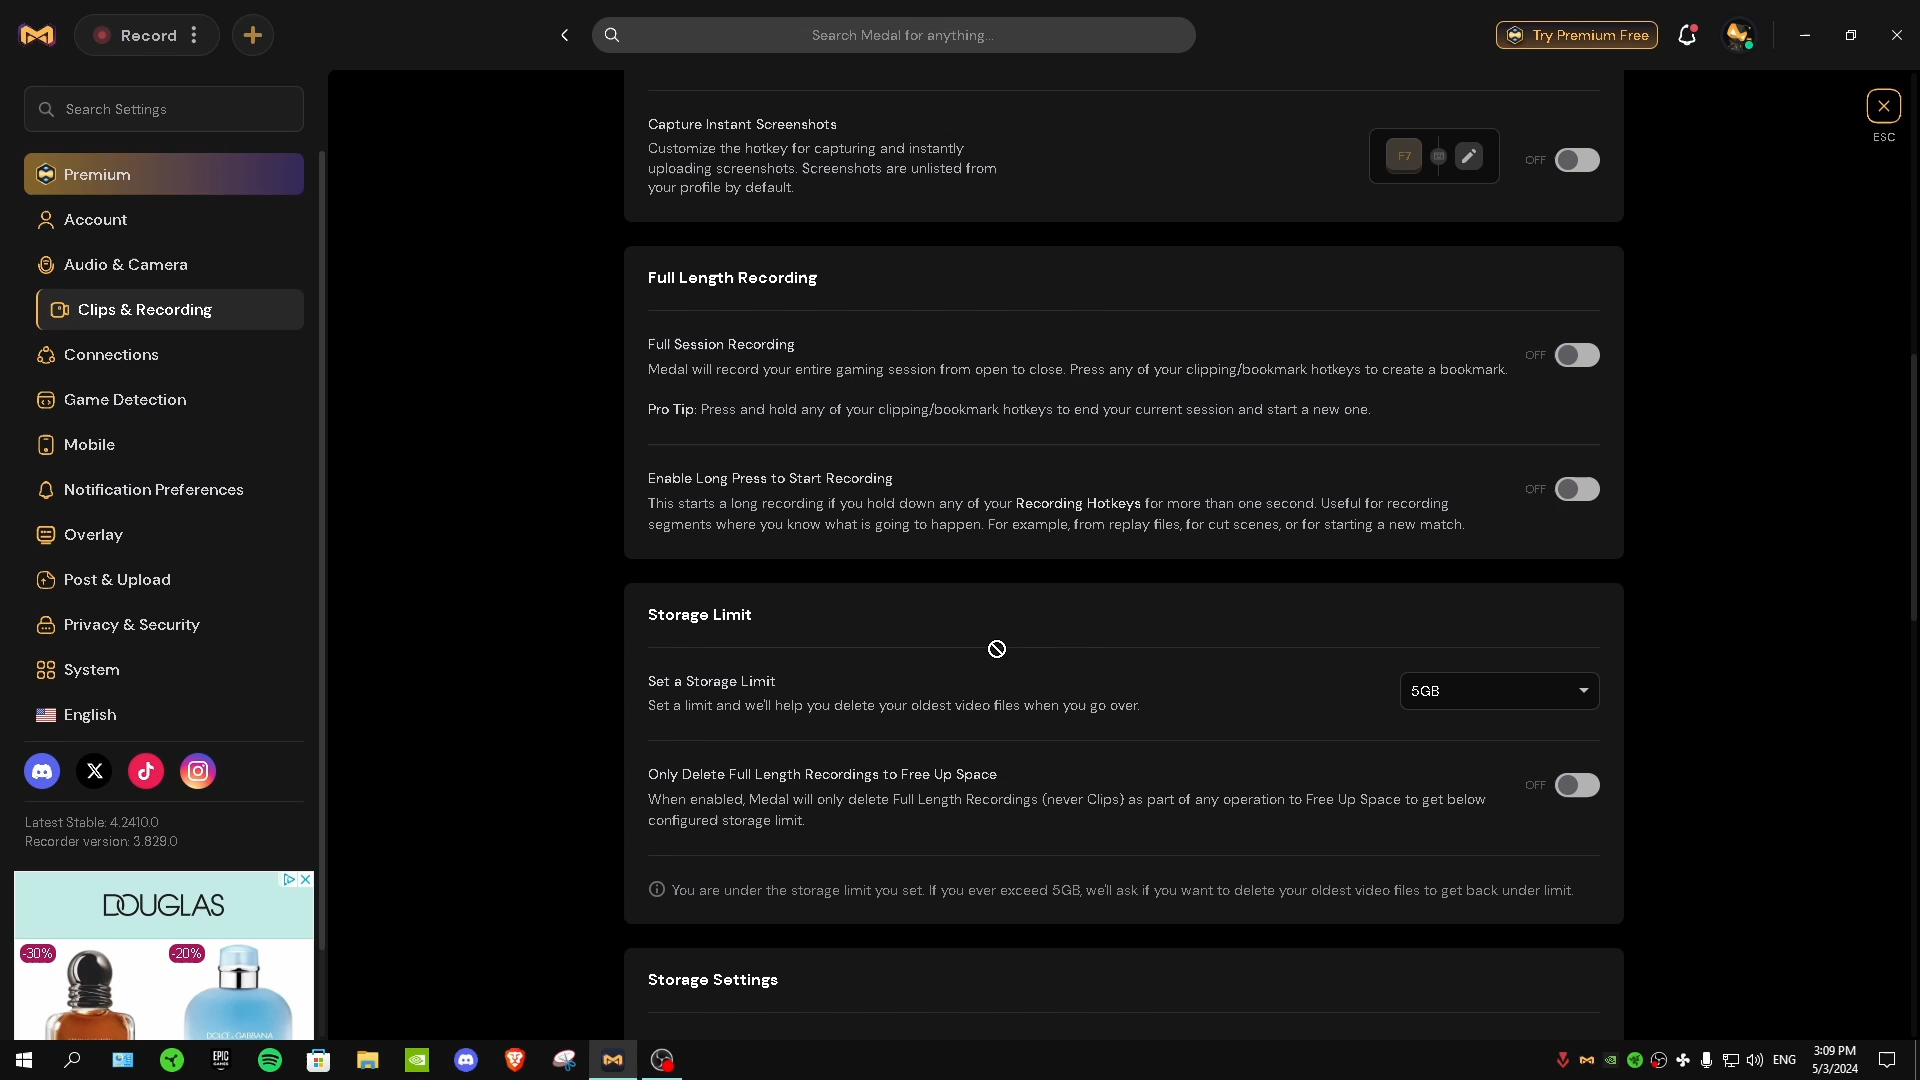 Record
Search Medal for anything...
Try Premium Free
Search Settings
Premium
Account
Audio & Camera
Clips & Recording
Connections
Game Detection
Mobile
Notification Preferences
Overlay
Post & Upload
Privacy & Security
System
English
Latest Stable: 4.2410.0
Recorder version: 3.829.0
DOUGLAS
-30%
-20%
DOLCE & GABBANA
Capture Instant Screenshots
Customize the hotkey for capturing and instantly
uploading screenshots. Screenshots are unlisted from
your profile by default.
F7
OFF
ESC
Full Length Recording
Full Session Recording
Medal will record your entire gaming session from open to close. Press any of your clipping/bookmark hotkeys to create a bookmark.
OFF
Pro Tip: Press and hold any of your clipping/bookmark hotkeys to end your current session and start a new one.
Enable Long Press to Start Recording
This starts a long recording if you hold down any of your Recording Hotkeys for more than one second. Useful for recording
segments where you know what is going to happen. For example, from replay files, for cut scenes, or for starting a new match.
OFF
Storage Limit
Set a Storage Limit
Set a limit and we'll help you delete your oldest video files when you go over.
5GB
Only Delete Full Length Recordings to Free Up Space
When enabled, Medal will only delete Full Length Recordings (never Clips) as part of any operation to Free Up Space to get below
configured storage limit.
OFF
You are under the storage limit you set. If you ever exceed 5GB, we'll ask if you want to delete your oldest video files to get back under limit.
Storage Settings
EPIC
GAMES
ENG
3:09 PM
5/3/2024